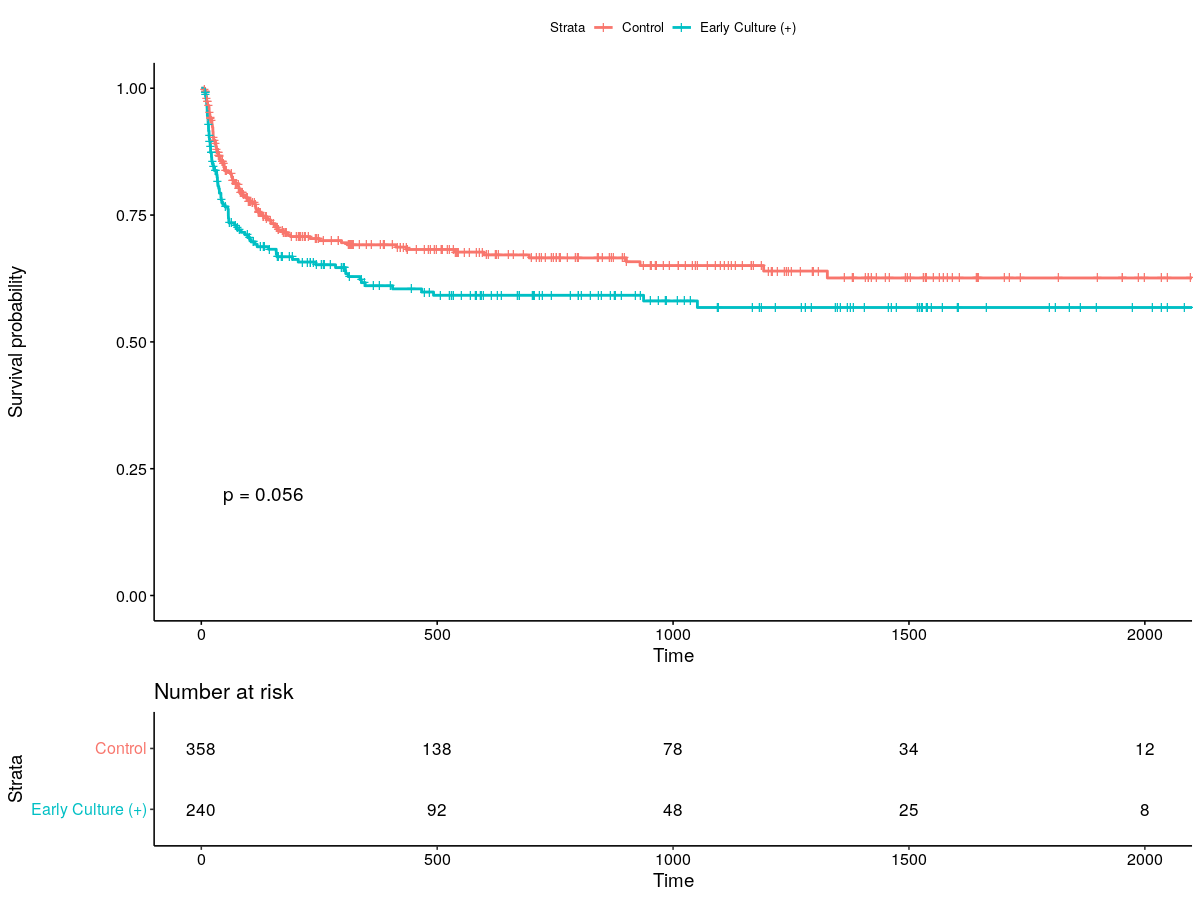 Strata Control Early Culture (+)
Survival probability
1.00
0.75
0.50
0.25
0.00
p = 0.056
0 500 1000 1500 2000
Time
Number at risk
Strata
Control 358 138 78 34 12
Early Culture (+) 240 92 48 25 8
0 500 1000 1500 2000
Time